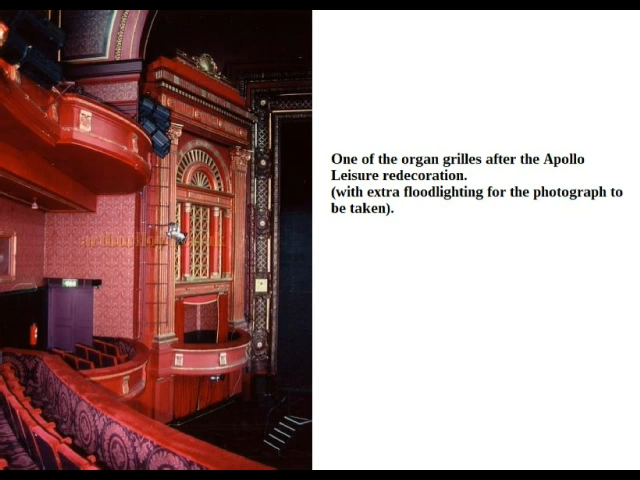 One of the organ grilles after the Apollo
Leisure redecoration.
(with extra floodlighting for the photograph to
be taken).